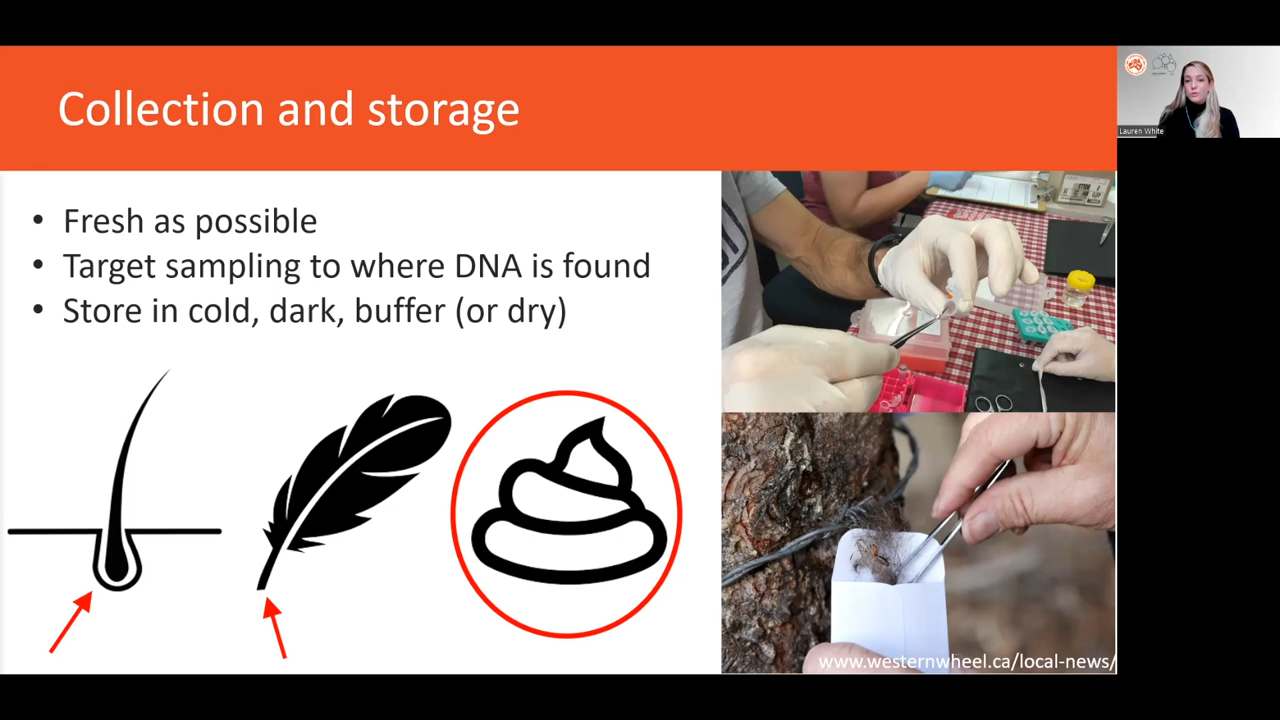 Collection and storage
Lauren White
• Fresh as possible
• Target sampling to where DNA is found
• Store in cold, dark, buffer (or dry)
www.westernwheel.ca/local-news/